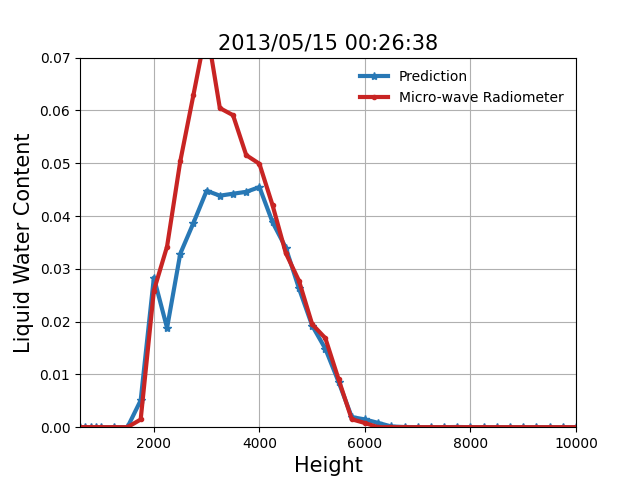 2013/05/15 00:26:38
Prediction
Micro-wave Radiometer
Liquid Water Content
0.07
0.06
0.05
0.04
0.03
0.02
0.01
0.00
2000 4000 6000 8000 10000
Height